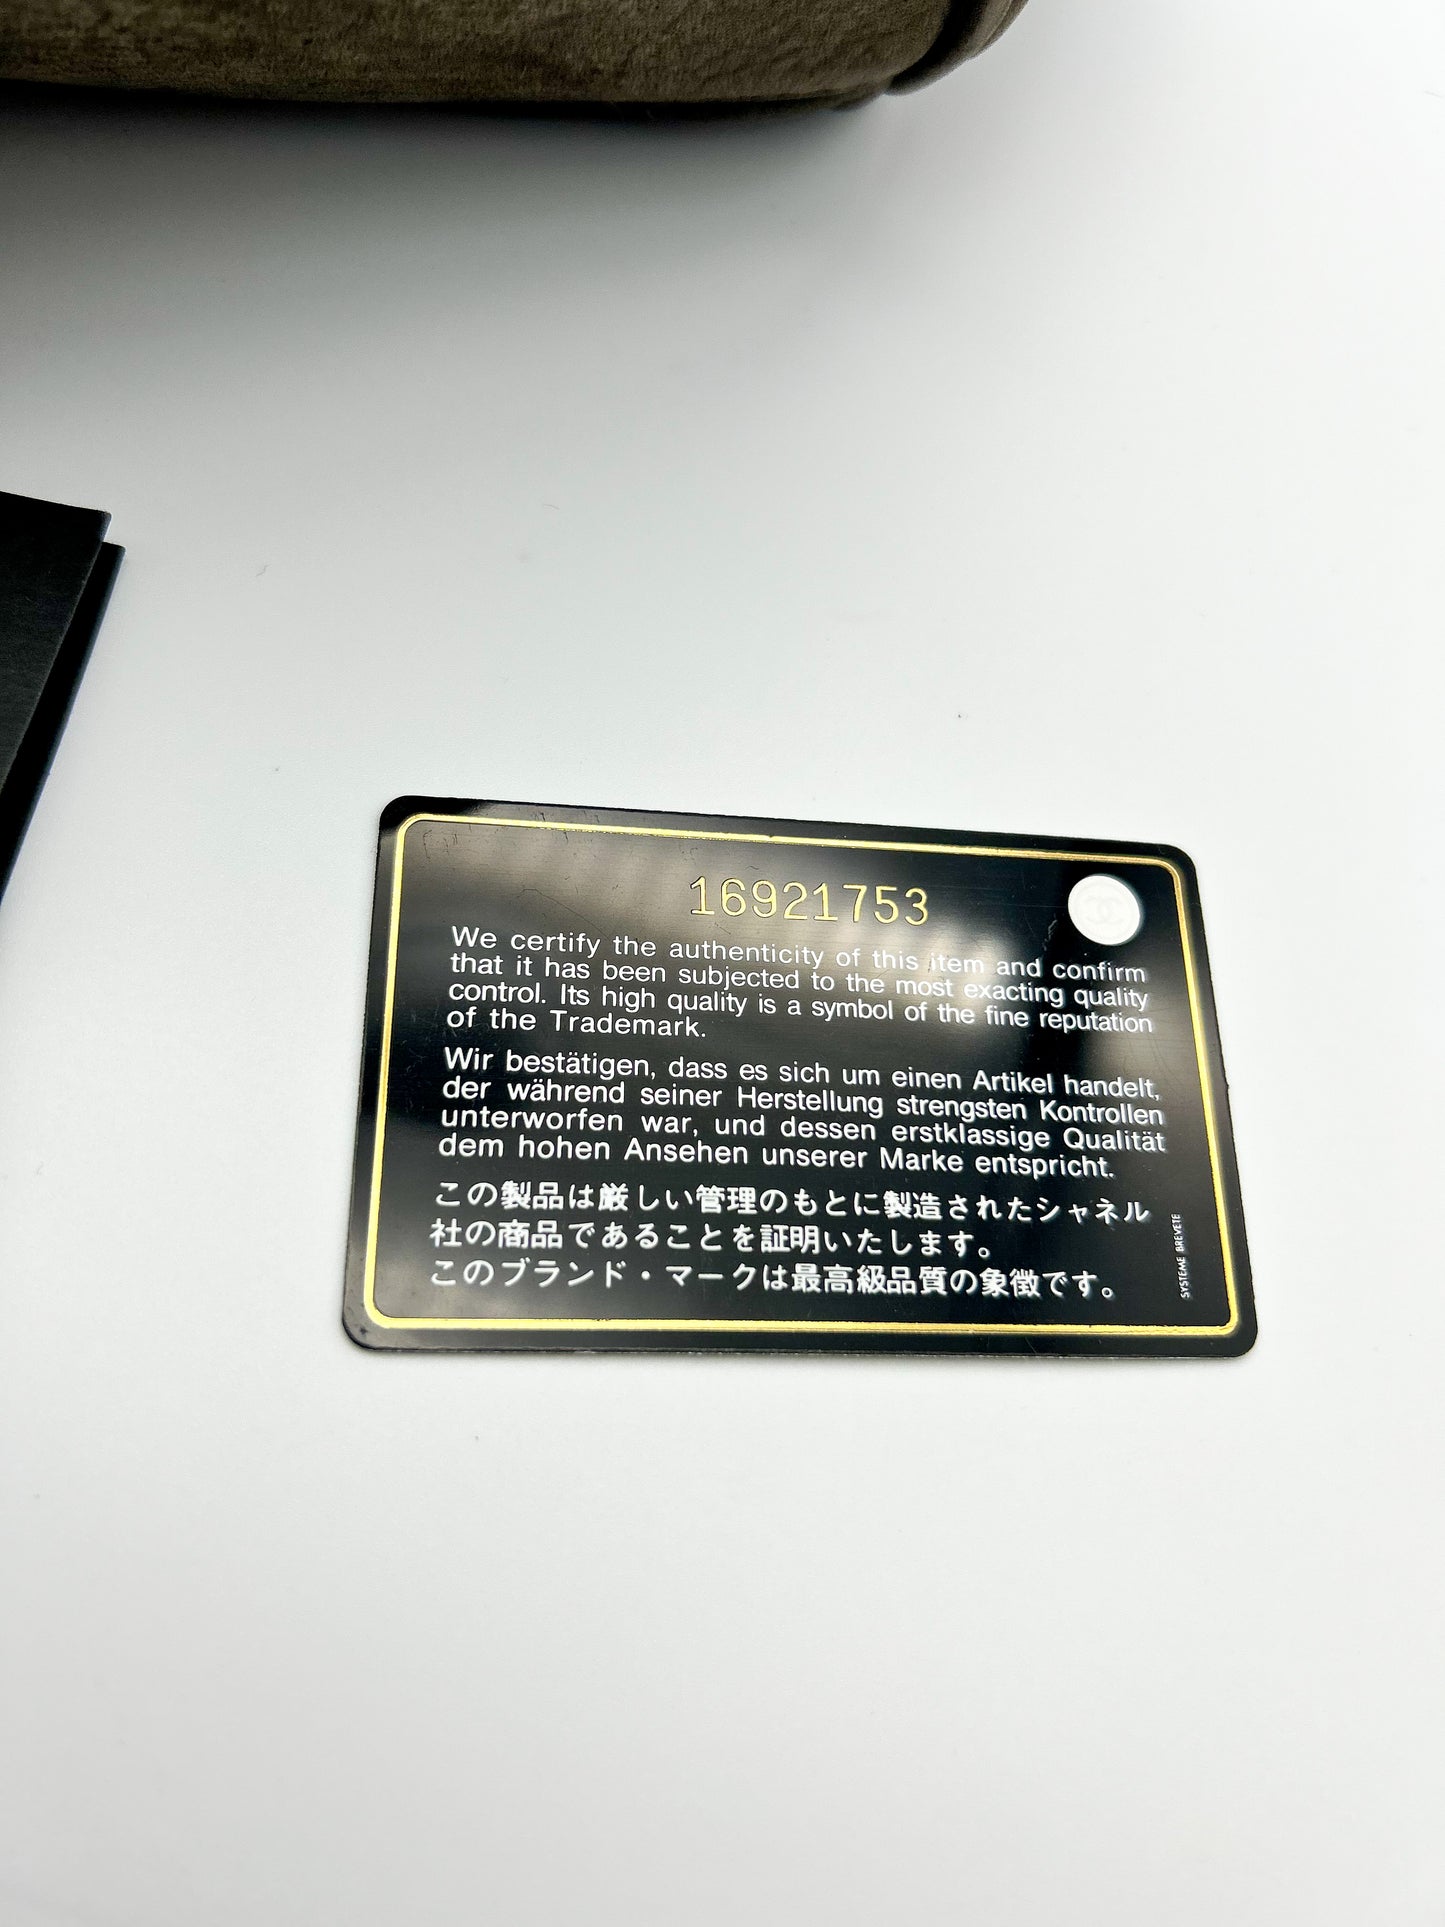 16921753
We certify the authenticity of this item and confirm
that it has been subjected to the most exacting quality
control. Its high quality is a symbol of the fine reputation
of the Trademark.
Wir bestätigen, dass es sich um einen Artikel handelt,
der während seiner Herstellung strengsten Kontrollen
unterworfen war, und dessen erstklassige Qualität
dem hohen Ansehen unserer Marke entspricht.
この製品は厳しい管理のもとに製造されたシャネル
社の商品であることを証明いたします。
このブランド・マークは最高級品質の象徴です。
SYSTEME BREVETE